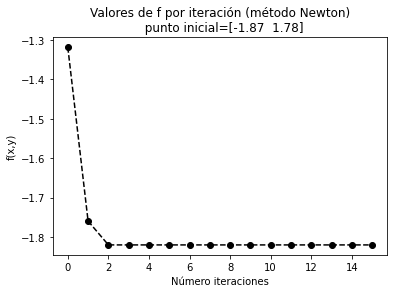 Valores de f por iteración (método Newton)
punto inicial=[-1.87 1.78]
−1.3
−1.4
−1.5
−1.6
−1.7
−1.8
f(x,y)
0 2 4 6 8 10 12 14
Número iteraciones